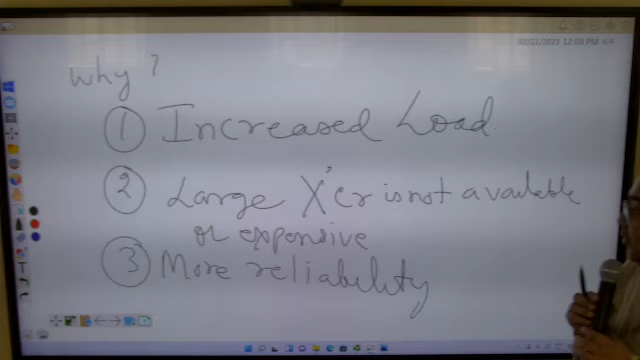 Why?
① Increased Load.
② Large X'er is not available
or expensive
③ More reliability